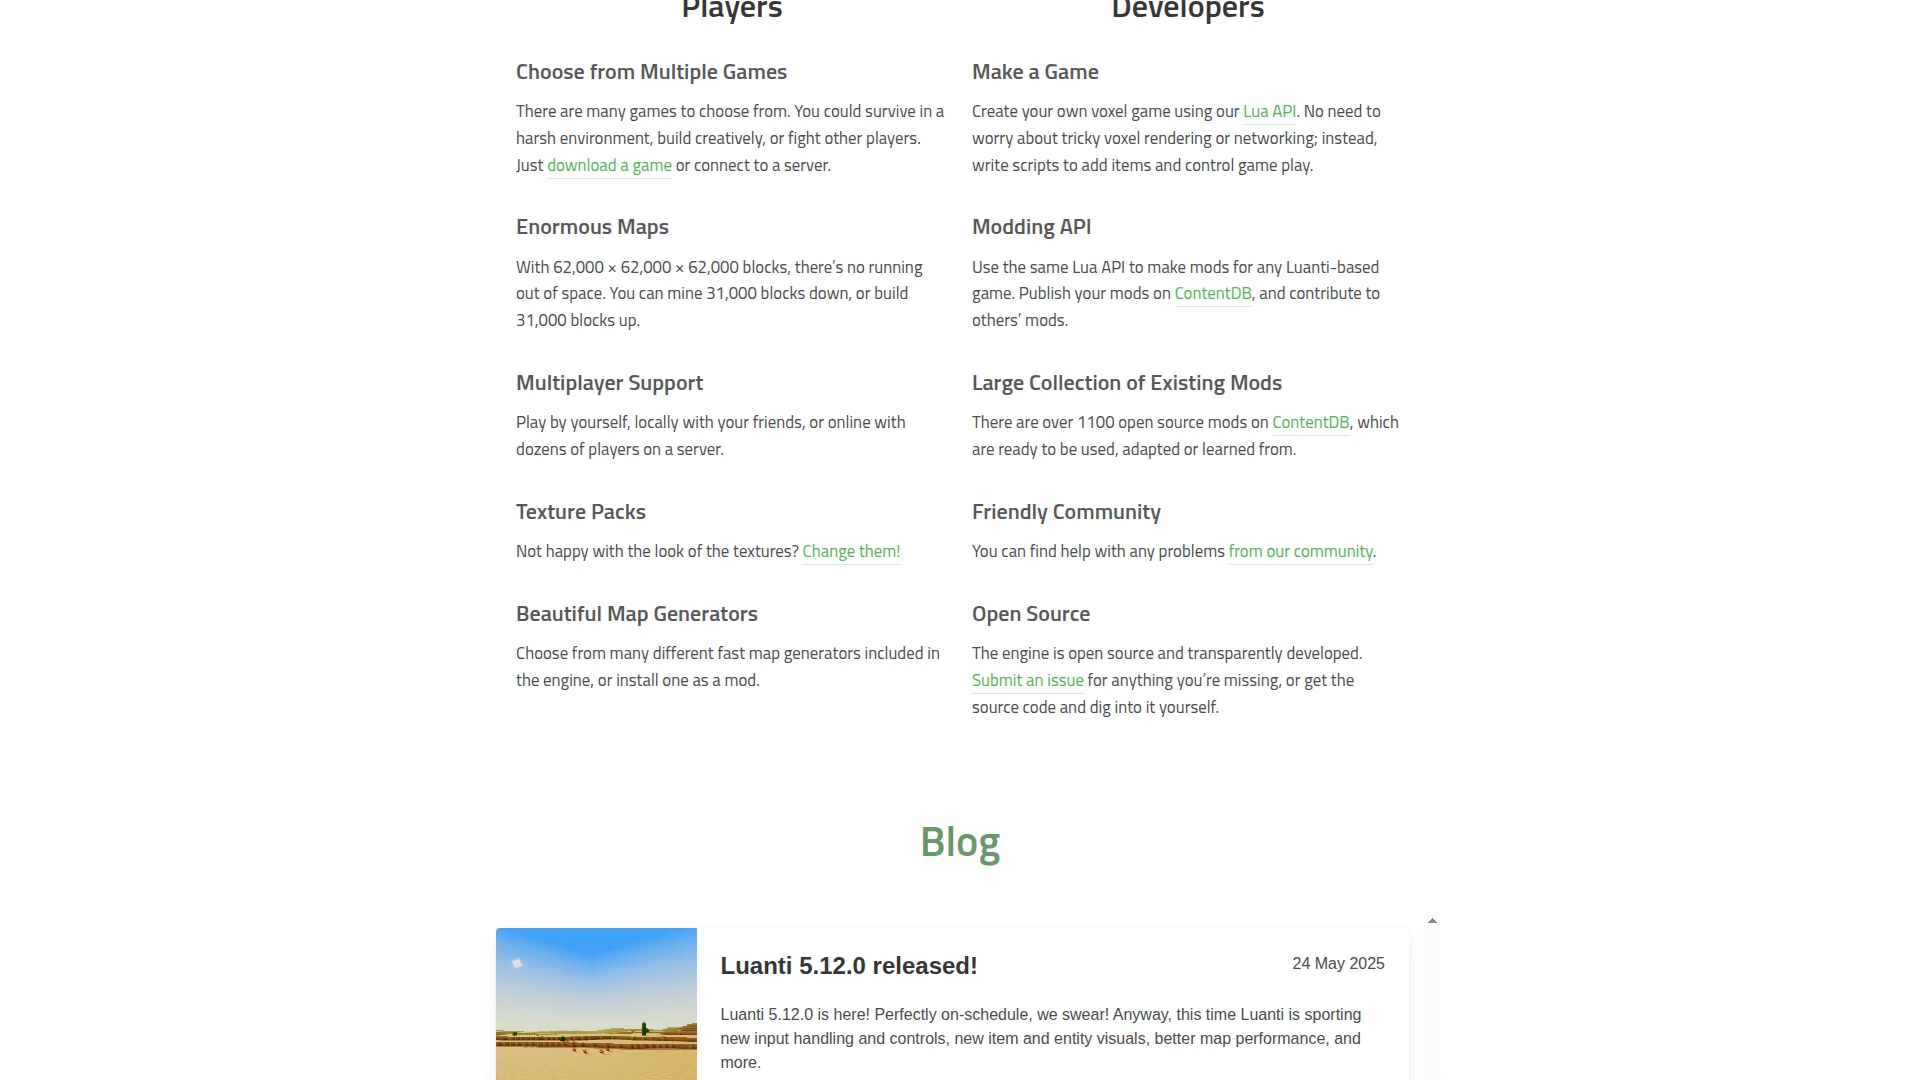 Players
Choose from Multiple Games
There are many games to choose from. You could survive in a
harsh environment, build creatively, or fight other players.
Just download a game or connect to a server.
Enormous Maps
With 62,000 × 62,000 × 62,000 blocks, there’s no running
out of space. You can mine 31,000 blocks down, or build
31,000 blocks up.
Multiplayer Support
Play by yourself, locally with your friends, or online with
dozens of players on a server.
Texture Packs
Not happy with the look of the textures? Change them!
Beautiful Map Generators
Choose from many different fast map generators included in
the engine, or install one as a mod.
Developers
Make a Game
Create your own voxel game using our Lua API. No need to
worry about tricky voxel rendering or networking; instead,
write scripts to add items and control game play.
Modding API
Use the same Lua API to make mods for any Luanti-based
game. Publish your mods on ContentDB, and contribute to
others’ mods.
Large Collection of Existing Mods
There are over 1100 open source mods on ContentDB, which
are ready to be used, adapted or learned from.
Friendly Community
You can find help with any problems from our community.
Open Source
The engine is open source and transparently developed.
Submit an issue for anything you’re missing, or get the
source code and dig into it yourself.
Blog
Luanti 5.12.0 released!
24 May 2025
Luanti 5.12.0 is here! Perfectly on-schedule, we swear! Anyway, this time Luanti is sporting
new input handling and controls, new item and entity visuals, better map performance, and
more.